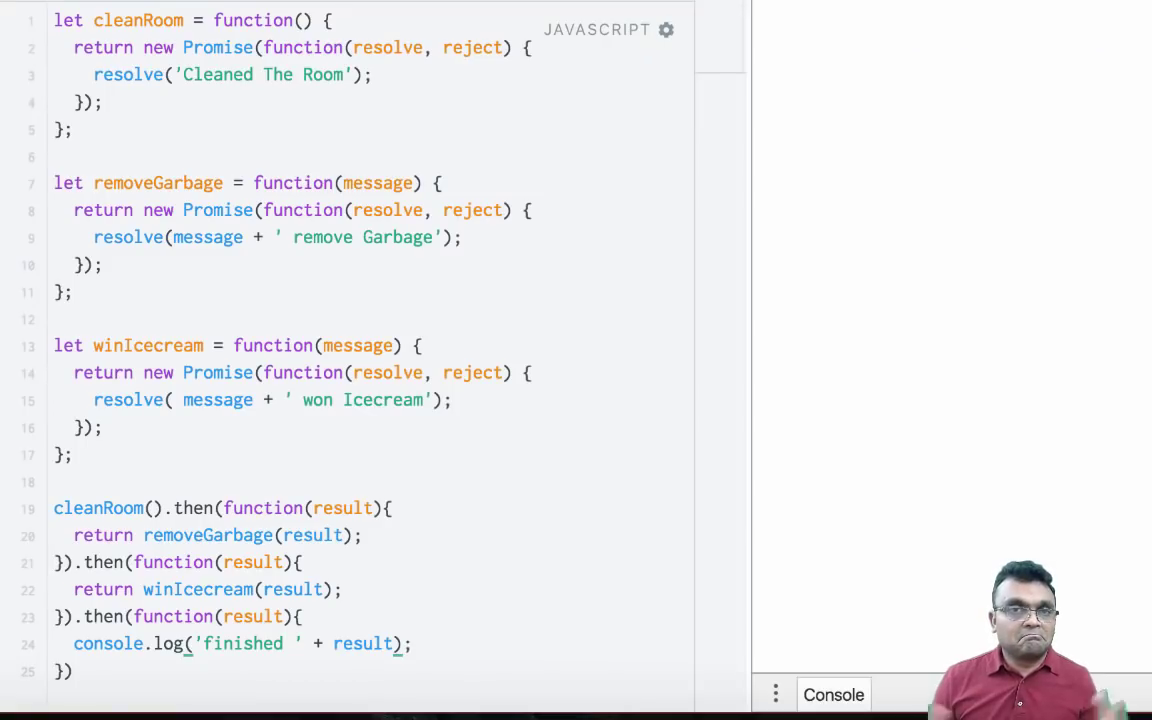 JAVASCRIPT
1 let cleanRoom = function() {
2 return new Promise(function(resolve, reject) {
3 resolve('Cleaned The Room');
4 });
5 };
6
7 let removeGarbage = function(message) {
8 return new Promise(function(resolve, reject) {
9 resolve(message + ' remove Garbage');
10 });
11 };
12
13 let winIcecream = function(message) {
14 return new Promise(function(resolve, reject) {
15 resolve( message + ' won Icecream');
16 });
17 };
18
19 cleanRoom().then(function(result){
20 return removeGarbage(result);
21 }).then(function(result){
22 return winIcecream(result);
23 }).then(function(result){
24 console.log('finished ' + result);
25 })
Console